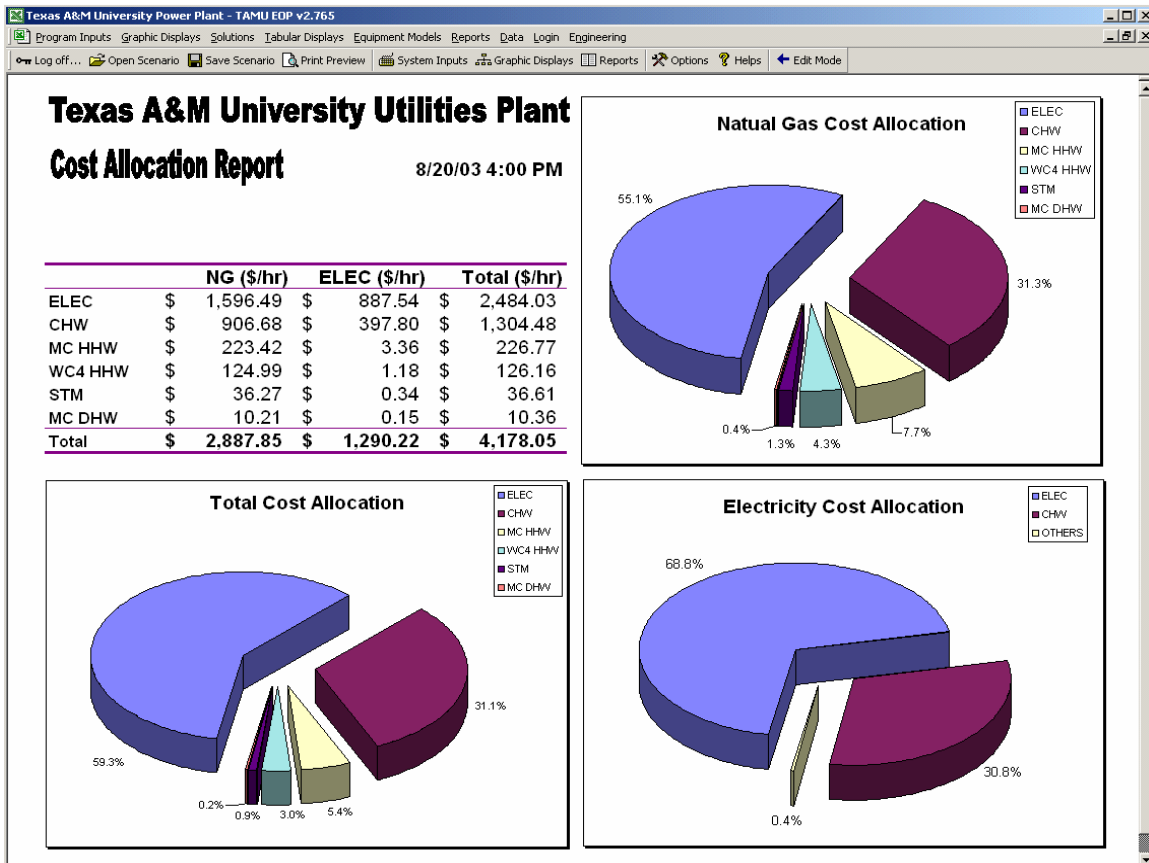 Texas A&M University Power Plant - TAMU EOP v2.765
Program Inputs Graphic Displays Solutions Tabular Displays Equipment Models Reports Data Login Engineering
Log off... Open Scenario Save Scenario Print Preview System Inputs Graphic Displays Reports Options Helps Edit Mode
Texas A&M University Utilities Plant
Cost Allocation Report
8/20/03 4:00 PM
NG ($/hr) ELEC ($/hr) Total ($/hr)
ELEC $ 1,596.49 $ 887.54 $ 2,484.03
CHW $ 906.68 $ 397.80 $ 1,304.48
MC HHW $ 223.42 $ 3.36 $ 226.77
WC4 HHW $ 124.99 $ 1.18 $ 126.16
STM $ 36.27 $ 0.34 $ 36.61
MC DHW $ 10.21 $ 0.15 $ 10.36
Total $ 2,887.85 $ 1,290.22 $ 4,178.05
Natual Gas Cost Allocation
ELEC
CHW
MC HHW
WC4 HHW
STM
MC DHW
55.1%
31.3%
0.4%
1.3%
4.3%
7.7%
Total Cost Allocation
ELEC
CHW
MC HHW
WC4 HHW
STM
MC DHW
31.1%
59.3%
0.2%
0.9%
3.0%
5.4%
Electricity Cost Allocation
ELEC
CHW
OTHERS
68.8%
30.8%
0.4%